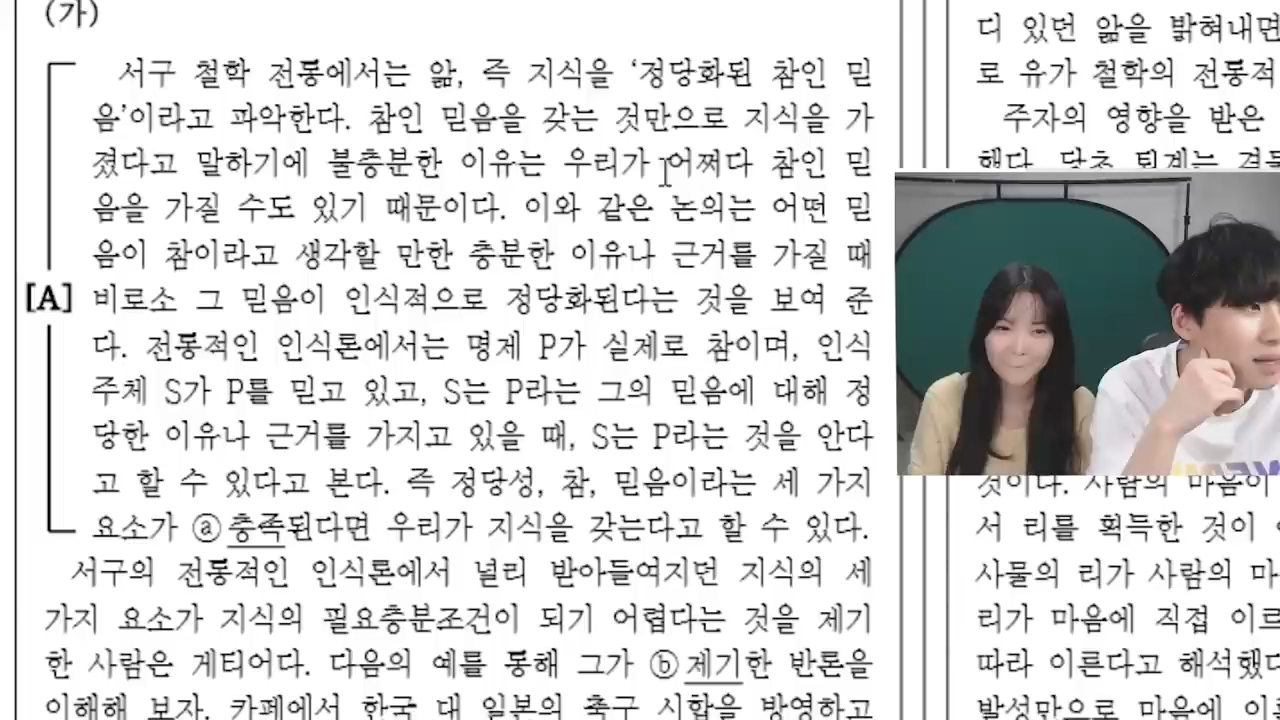 (가)
서구 철학 전통에서는 앎, 즉 지식을 ‘정당화된 참인 믿
음’이라고 파악한다. 참인 믿음을 갖는 것만으로 지식을 가
졌다고 말하기에 불충분한 이유는 우리가 어쩌다 참인 믿
음을 가질 수도 있기 때문이다. 이와 같은 논의는 어떤 믿
음이 참이라고 생각할 만한 충분한 이유나 근거를 가질 때
[A] 비로소 그 믿음이 인식적으로 정당화된다는 것을 보여 준
다. 전통적인 인식론에서는 명제 P가 실제로 참이며, 인식
주체 S가 P를 믿고 있고, S는 P라는 그의 믿음에 대해 정
당한 이유나 근거를 가지고 있을 때, S는 P라는 것을 안다
고 할 수 있다고 본다. 즉 정당성, 참, 믿음이라는 세 가지
요소가 ⓐ충족된다면 우리가 지식을 갖는다고 할 수 있다.
서구의 전통적인 인식론에서 널리 받아들여지던 지식의 세
가지 요소가 지식의 필요충분조건이 되기 어렵다는 것을 제기
한 사람은 게티어다. 다음의 예를 통해 그가 ⓑ제기한 반론을
이해해 보자. 카페에서 한국 대 일본의 축구 시합을 방영하고
디 있던 앎을 밝혀내면
로 유가 철학의 전통적
주자의 영향을 받은
했다. 당초 퇴계는 격물
것이다. 사람의 마음이
서 리를 획득한 것이
사물의 리가 사람의 마
리가 마음에 직접 이르
따라 이른다고 해석했다
발성만으로 마음에 이